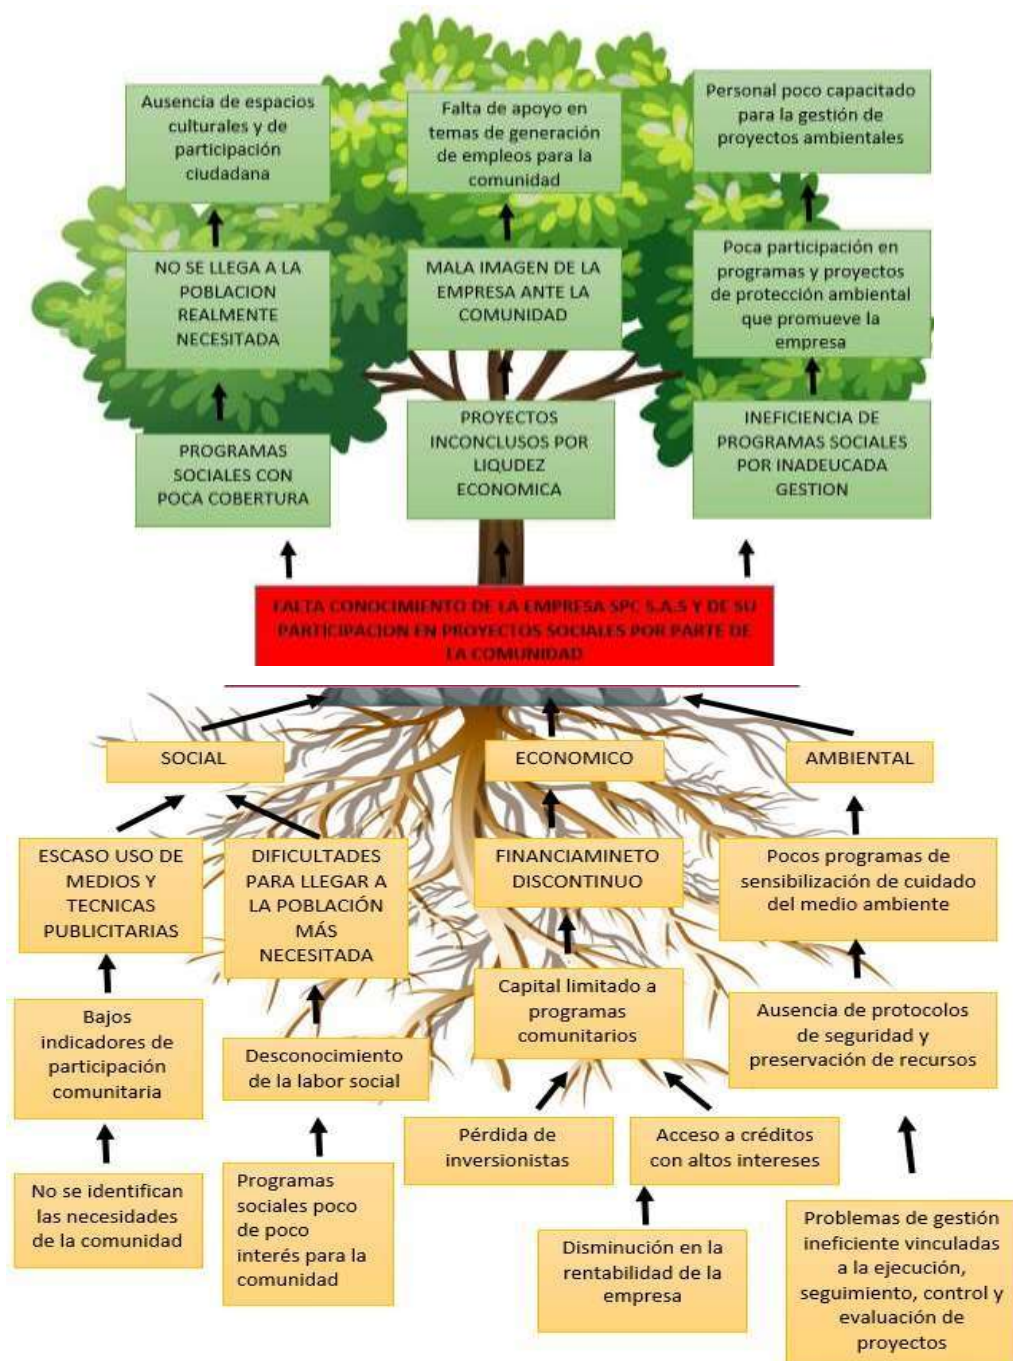 Ausencia de espacios
culturales y de
participación
ciudadana
Falta de apoyo en
temas de generación
de empleos para la
comunidad
Personal poco capacitado
para la gestión de
proyectos ambientales
NO SE LLEGA A LA
POBLACION
REALMENTE
NECESITADA
MALA IMAGEN DE LA
EMPRESA ANTE LA
COMUNIDAD
Poca participación en
programas y proyectos
de protección ambiental
que promueve la
empresa
PROGRAMAS
SOCIALES CON
POCA COBERTURA
PROYECTOS
INCONCLUSOS POR
LIQUDEZ
ECONOMICA
INEFICIENCIA DE
PROGRAMAS SOCIALES
POR INADEUCADA
GESTION
FALTA CONOCIMIENTO DE LA EMPRESA SPC S.A.S Y DE SU
PARTICIPACION EN PROYECTOS SOCIALES POR PARTE DE
LA COMUNIDAD
SOCIAL
ECONOMICO
AMBIENTAL
ESCASO USO DE
MEDIOS Y
TECNICAS
PUBLICITARIAS
DIFICULTADES
PARA LLEGAR A
LA POBLACIÓN
MÁS
NECESITADA
FINANCIAMINETO
DISCONTINUO
Pocos programas de
sensibilización de cuidado
del medio ambiente
Bajos
indicadores de
participación
comunitaria
Desconocimiento
de la labor social
Capital limitado a
programas
comunitarios
Ausencia de protocolos
de seguridad y
preservación de recursos
No se identifican
las necesidades
de la comunidad
Programas
sociales poco
de poco
interés para la
comunidad
Pérdida de
inversionistas
Acceso a créditos
con altos intereses
Disminución en la
rentabilidad de la
empresa
Problemas de gestión
ineficiente vinculadas
a la ejecución,
seguimiento, control y
evaluación de
proyectos